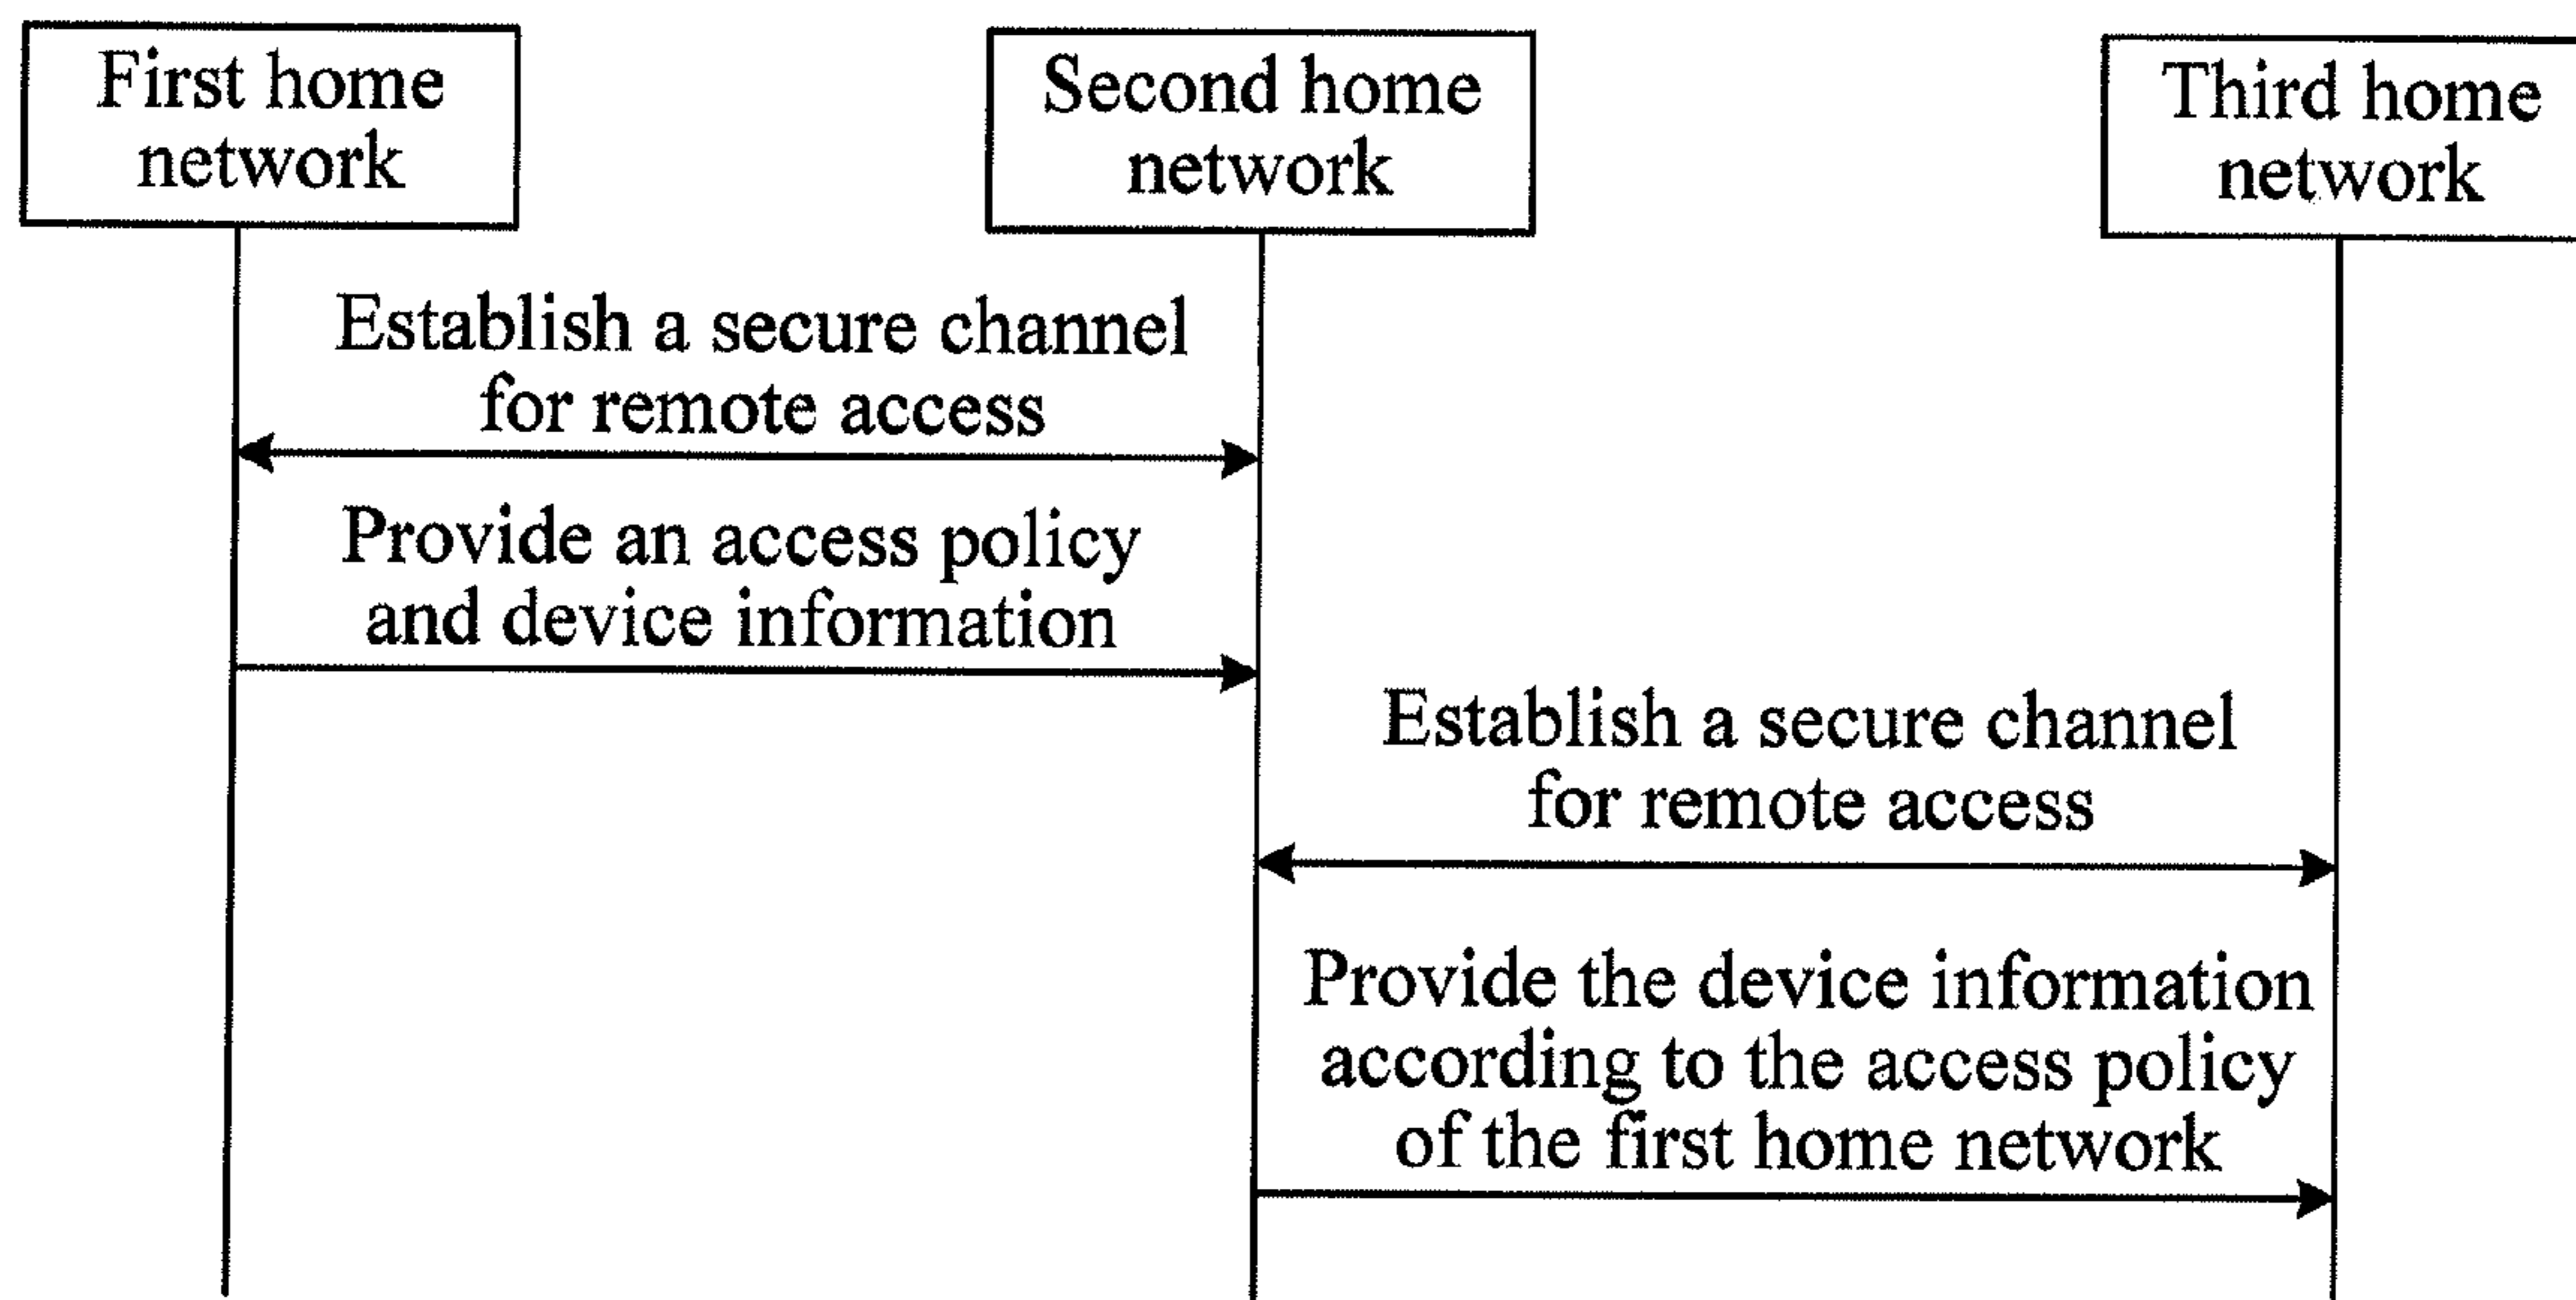 First home
network
Second home
network
Third home
network
Establish a secure channel
for remote access
Provide an access policy
and device information
Establish a secure channel
for remote access
Provide the device information
according to the access policy
of the first home network